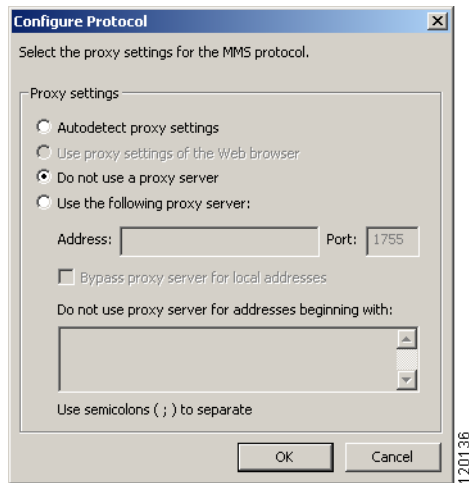 Configure Protocol
Select the proxy settings for the MMS protocol.
Proxy settings
Autodetect proxy settings
Use proxy settings of the Web browser
Do not use a proxy server
Use the following proxy server:
Address: Port: 1755
Bypass proxy server for local addresses
Do not use proxy server for addresses beginning with:
Use semicolons ( ; ) to separate
OK Cancel
120136